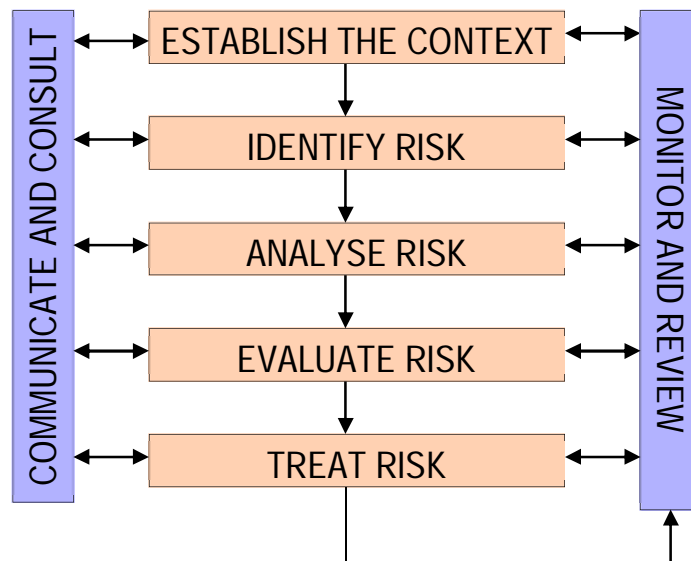 COMMUNICATE AND CONSULT
ESTABLISH THE CONTEXT
IDENTIFY RISK
ANALYSE RISK
EVALUATE RISK
TREAT RISK
MONITOR AND REVIEW